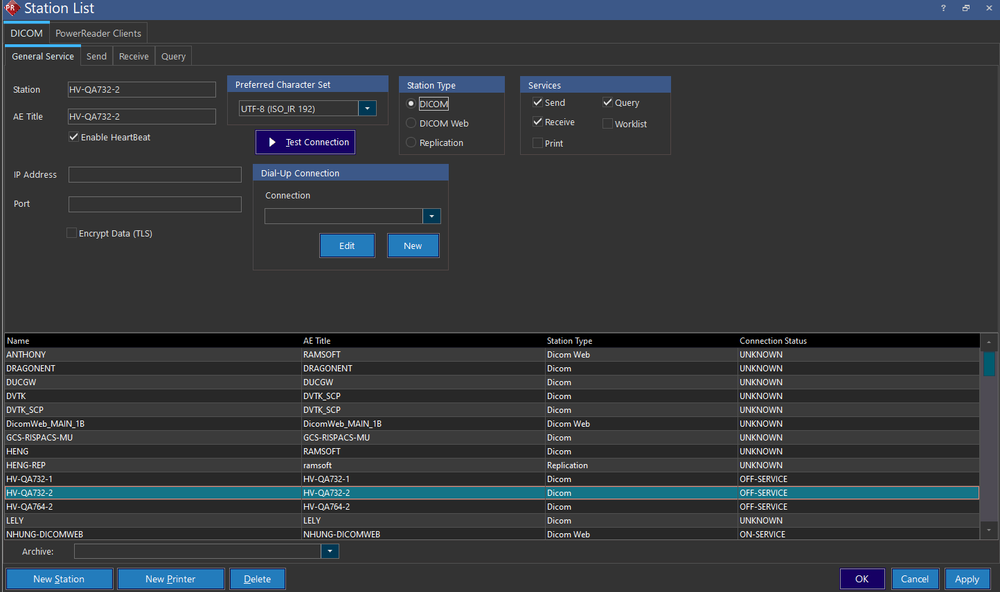 PR Station List ?
DICOM PowerReader Clients
General Service Send Receive Query
Station HV-QA732-2
AE Title HV-QA732-2
Enable HeartBeat
Preferred Character Set
UTF-8 (ISO_IR 192)
Test Connection
Station Type
DICOM
DICOM Web
Replication
Services
Send Query
Receive Worklist
Print
IP Address
Port
Encrypt Data (TLS)
Dial-Up Connection
Connection
Edit New
Name AE Title Station Type Connection Status
ANTHONY RAMSOFT Dicom Web UNKNOWN
DRAGONENT DRAGONENT Dicom UNKNOWN
DUCGW DUCGW Dicom UNKNOWN
DVTK DVTK_SCP Dicom UNKNOWN
DVTK_SCP DVTK_SCP Dicom UNKNOWN
DicomWeb_MAIN_1B DicomWeb_MAIN_1B Dicom Web UNKNOWN
GCS-RISPACS-MU GCS-RISPACS-MU Dicom UNKNOWN
HENG RAMSOFT Dicom UNKNOWN
HENG-REP ramsoft Replication UNKNOWN
HV-QA732-1 HV-QA732-1 Dicom OFF-SERVICE
HV-QA732-2 HV-QA732-2 Dicom OFF-SERVICE
HV-QA764-2 HV-QA764-2 Dicom OFF-SERVICE
LELY LELY Dicom UNKNOWN
NHUNG-DICOMWEB NHUNG-DICOMWEB Dicom Web ON-SERVICE
Archive:
New Station New Printer Delete OK Cancel Apply